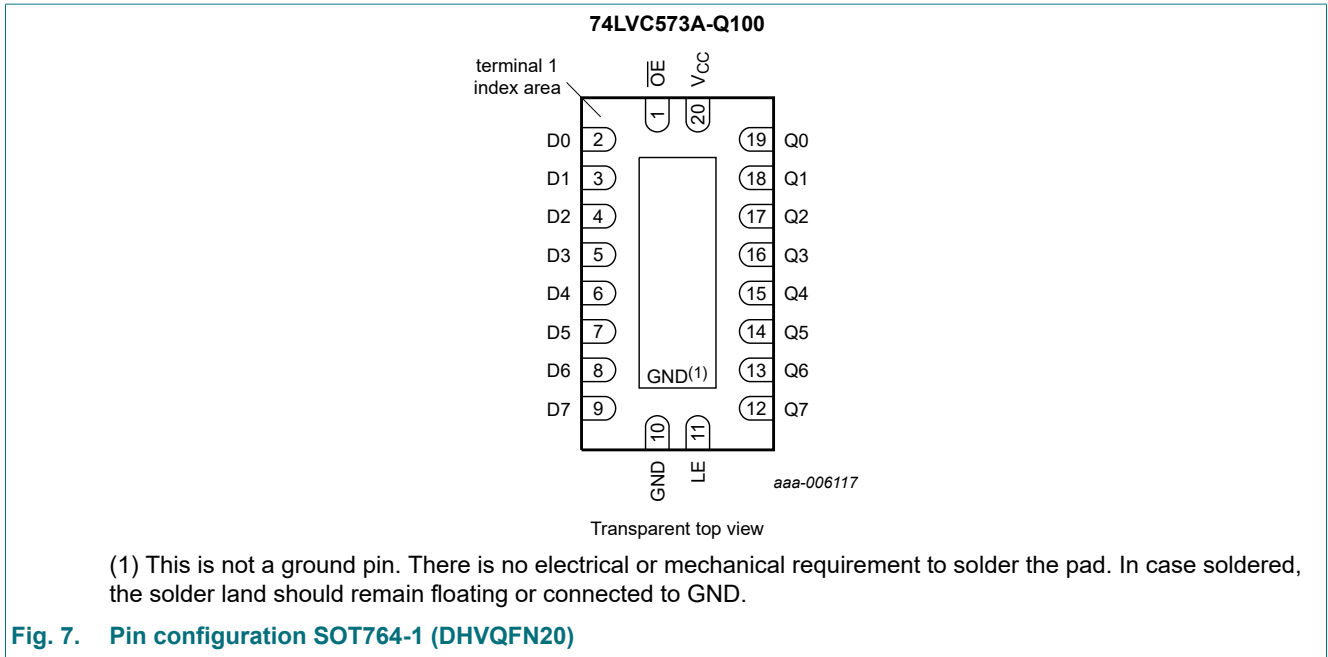 74LVC573A-Q100
terminal 1
index area
OE
VCC
1
20
D0 2 19 Q0
D1 3 18 Q1
D2 4 17 Q2
D3 5 16 Q3
D4 6 15 Q4
D5 7 14 Q5
D6 8 13 Q6
GND(1)
D7 9 12 Q7
10
11
GND
LE
aaa-006117
Transparent top view
(1) This is not a ground pin. There is no electrical or mechanical requirement to solder the pad. In case soldered,
the solder land should remain floating or connected to GND.
Fig. 7. Pin configuration SOT764-1 (DHVQFN20)